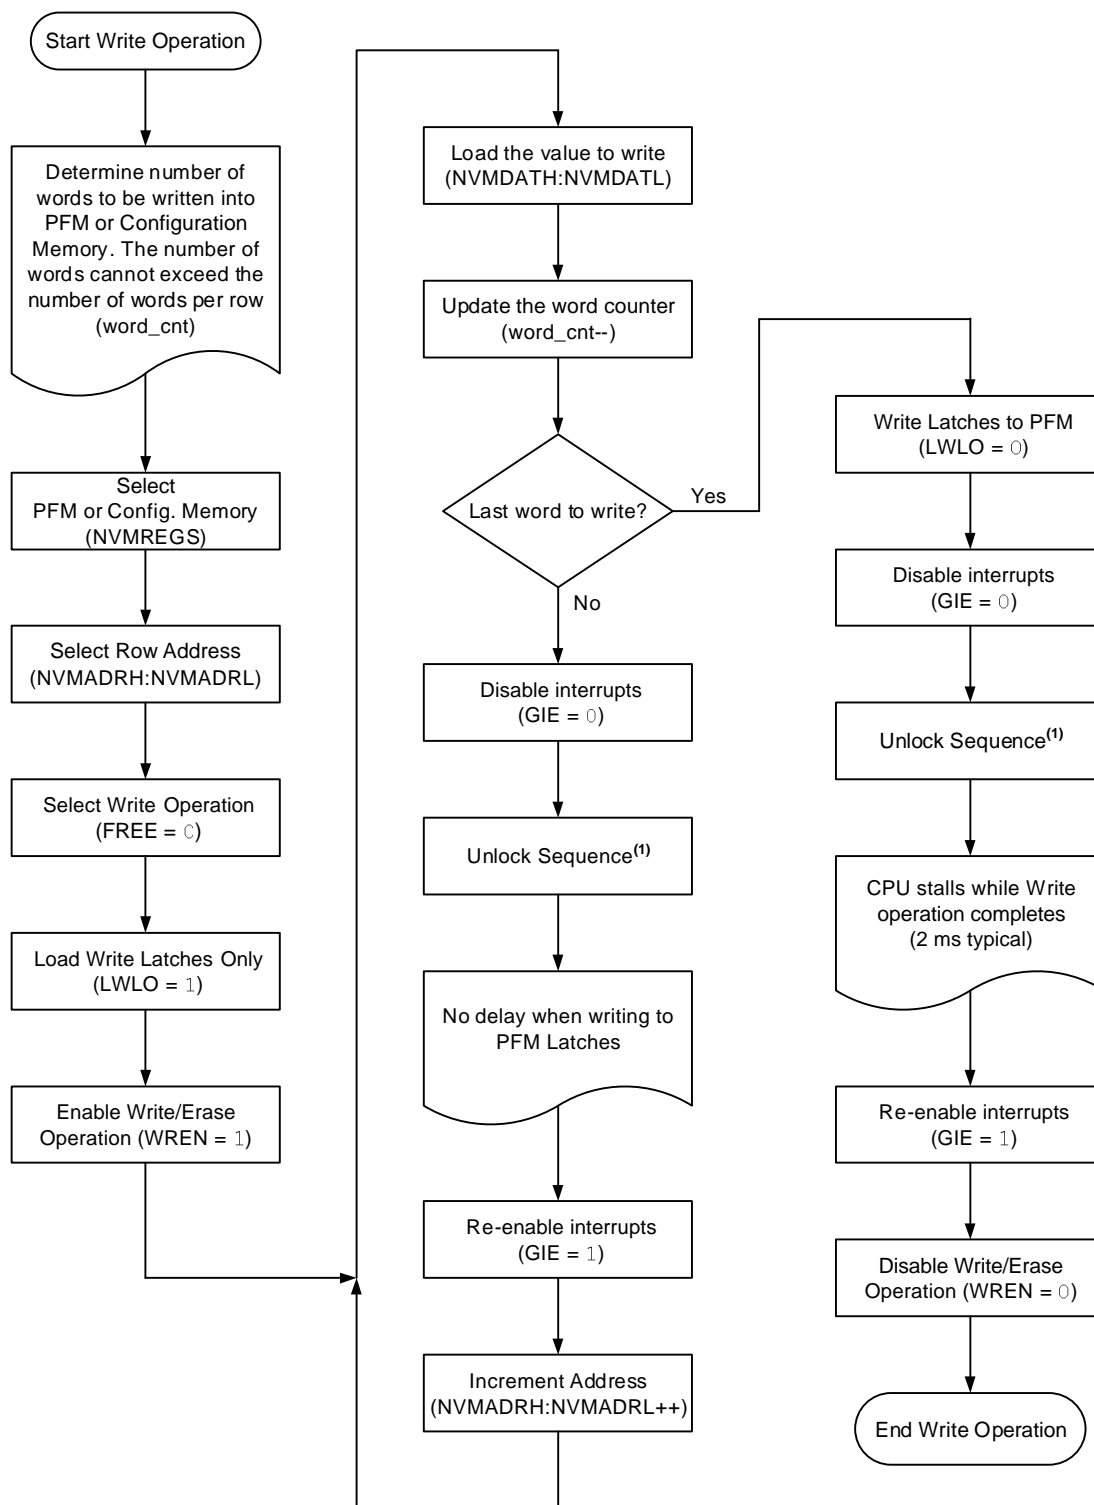 Start Write Operation
Determine number of
words to be written into
PFM or Configuration
Memory. The number of
words cannot exceed the
number of words per row
(word_cnt)
Select
PFM or Config. Memory
(NVMREGS)
Select Row Address
(NVMADRH:NVMADRL)
Select Write Operation
(FREE = 0)
Load Write Latches Only
(LWLO = 1)
Enable Write/Erase
Operation (WREN = 1)
Load the value to write
(NVMDATH:NVMDATL)
Update the word counter
(word_cnt--)
Last word to write?
Yes
No
Disable interrupts
(GIE = 0)
Unlock Sequence(1)
No delay when writing to
PFM Latches
Re-enable interrupts
(GIE = 1)
Increment Address
(NVMADRH:NVMADRL++)
Write Latches to PFM
(LWLO = 0)
Disable interrupts
(GIE = 0)
Unlock Sequence(1)
CPU stalls while Write
operation completes
(2 ms typical)
Re-enable interrupts
(GIE = 1)
Disable Write/Erase
Operation (WREN = 0)
End Write Operation